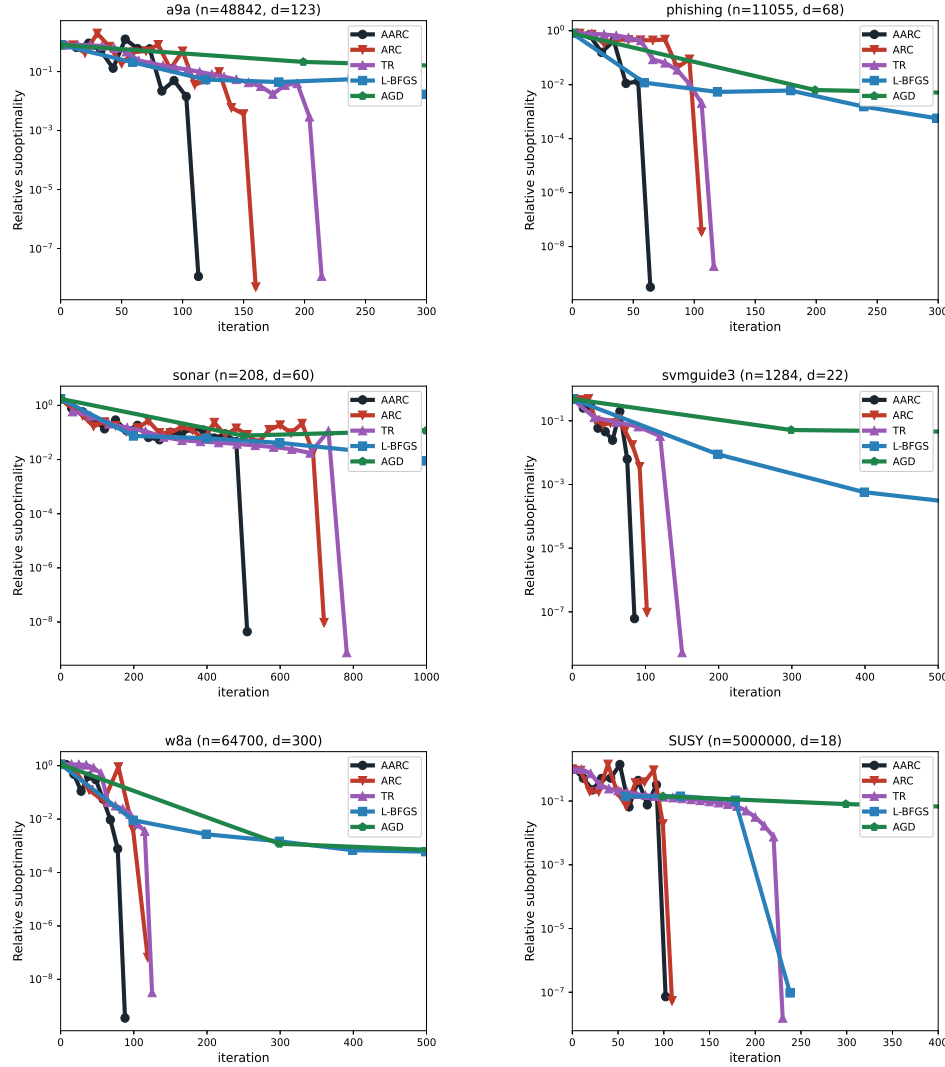 a9a (n=48842, d=123)
Relative suboptimality
10⁻¹
10⁻³
10⁻⁵
10⁻⁷
0 50 100 150 200 250 300
iteration
AARC
ARC
TR
L-BFGS
AGD
phishing (n=11055, d=68)
Relative suboptimality
10⁰
10⁻²
10⁻⁴
10⁻⁶
10⁻⁸
0 50 100 150 200 250 300
iteration
AARC
ARC
TR
L-BFGS
AGD
sonar (n=208, d=60)
Relative suboptimality
10⁰
10⁻²
10⁻⁴
10⁻⁶
10⁻⁸
0 200 400 600 800 1000
iteration
AARC
ARC
TR
L-BFGS
AGD
svmguide3 (n=1284, d=22)
Relative suboptimality
10⁻¹
10⁻³
10⁻⁵
10⁻⁷
0 100 200 300 400 500
iteration
AARC
ARC
TR
L-BFGS
AGD
w8a (n=64700, d=300)
Relative suboptimality
10⁰
10⁻²
10⁻⁴
10⁻⁶
10⁻⁸
0 100 200 300 400 500
iteration
AARC
ARC
TR
L-BFGS
AGD
SUSY (n=5000000, d=18)
Relative suboptimality
10⁻¹
10⁻³
10⁻⁵
10⁻⁷
0 50 100 150 200 250 300 350 400
iteration
AARC
ARC
TR
L-BFGS
AGD